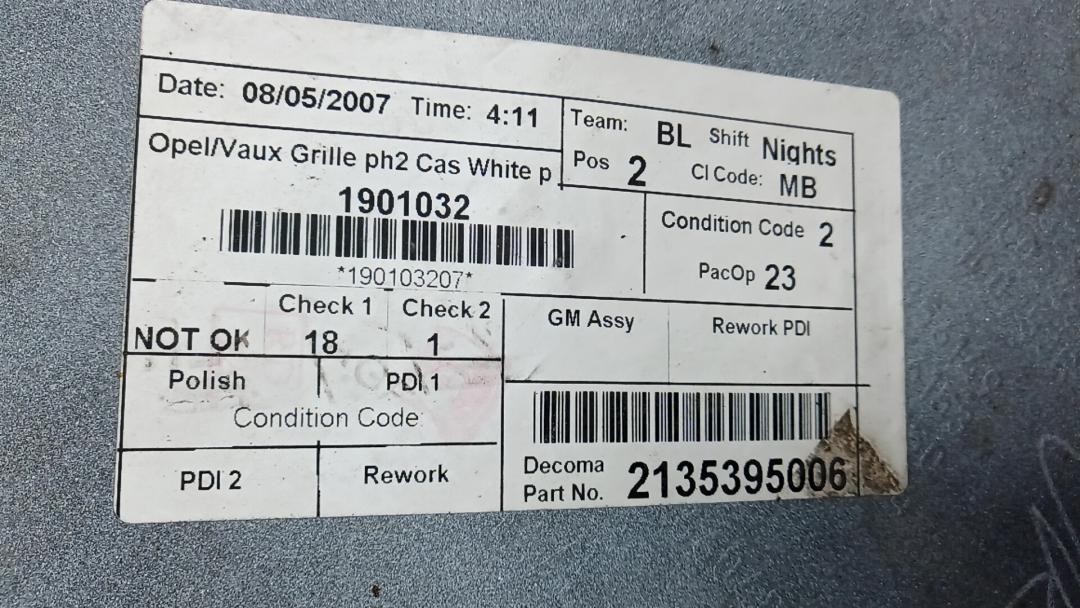 Date: 08/05/2007 Time: 4:11
Team: BL Shift Nights
Pos 2 Cl Code: MB
Opel/Vaux Grille ph2 Cas White p
1901032
*190103207*
Condition Code 2
PacOp 23
Check 1 Check 2
NOT OK 18 1
GM Assy Rework PDI
Polish PDI 1
Condition Code:
PDI 2 Rework
Decoma
Part No. 2135395006